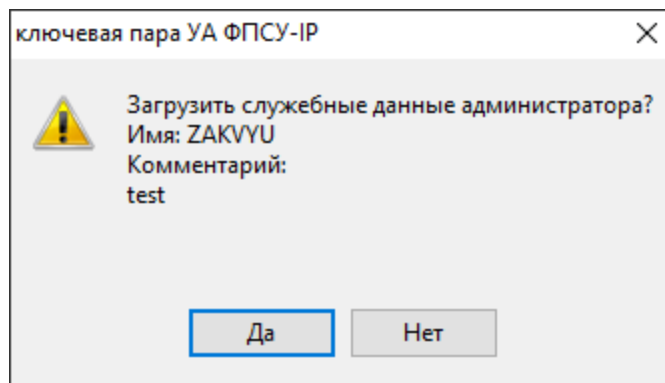 ключевая пара УА ФПСУ-IP
Загрузить служебные данные администратора?
Имя: ZAKVYU
Комментарий:
test
Да
Нет